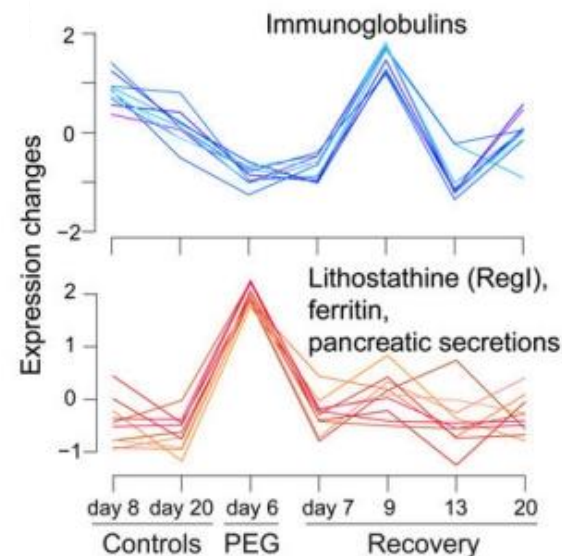 Immunoglobulins
2
0
−2
Expression changes
Lithostathine (RegI),
ferritin,
pancreatic secretions
2
1
0
−1
day 8 day 20 day 6 day 7 9 13 20
Controls PEG Recovery